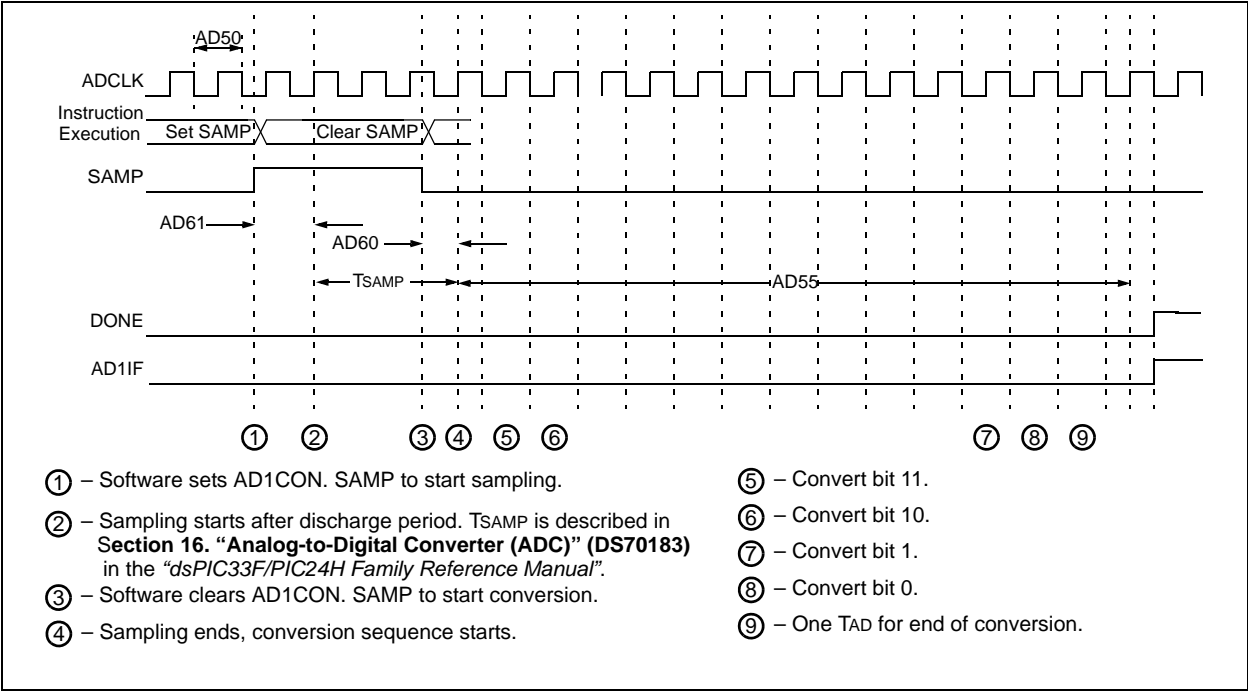 AD50
ADCLK
Instruction
Execution
Set SAMP
Clear SAMP
SAMP
AD61
AD60
TSAMP
AD55
DONE
AD1IF
1 2 3 4 5 6 7 8 9
1 – Software sets AD1CON. SAMP to start sampling.
2 – Sampling starts after discharge period. TSAMP is described in
Section 16. “Analog-to-Digital Converter (ADC)” (DS70183)
in the “dsPIC33F/PIC24H Family Reference Manual”.
3 – Software clears AD1CON. SAMP to start conversion.
4 – Sampling ends, conversion sequence starts.
5 – Convert bit 11.
6 – Convert bit 10.
7 – Convert bit 1.
8 – Convert bit 0.
9 – One TAD for end of conversion.